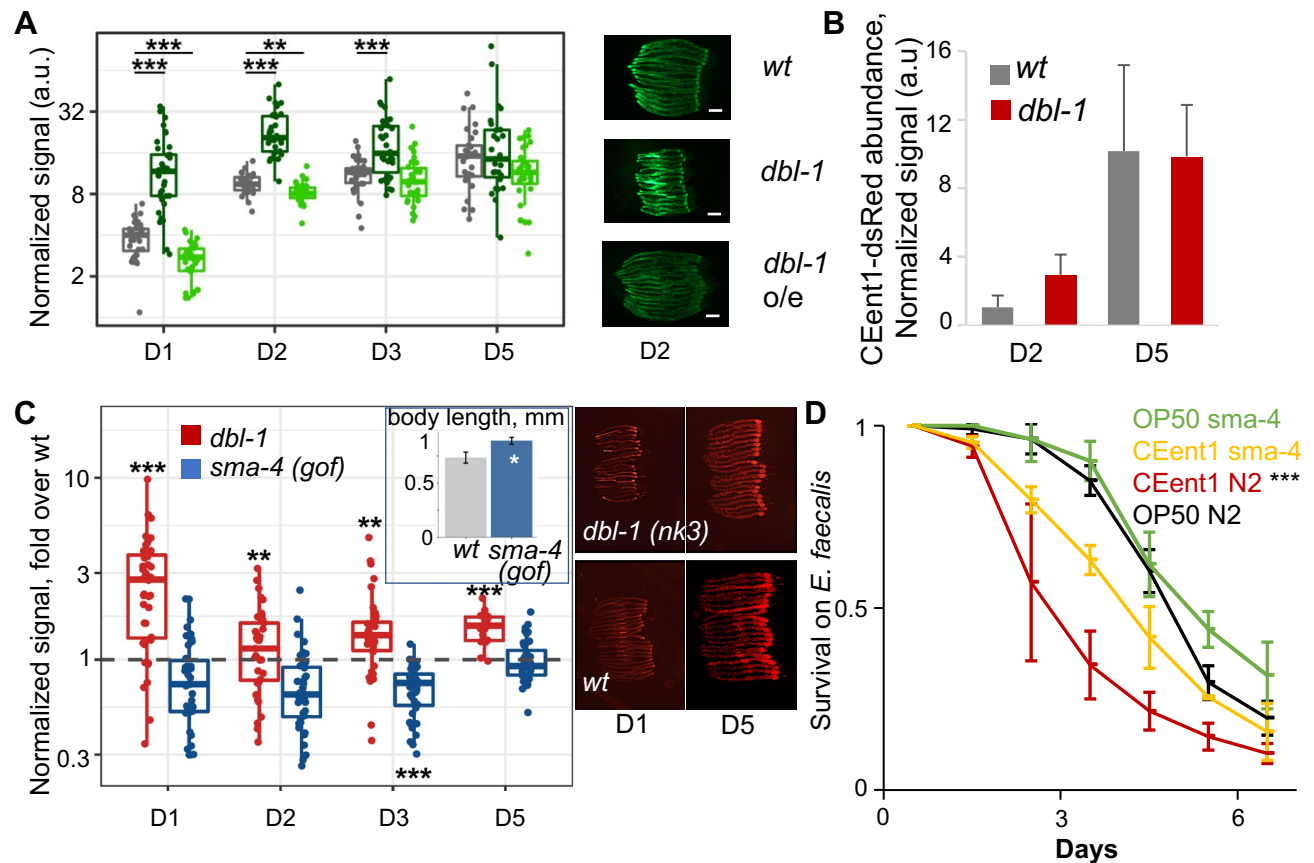 A
Normalized signal (a.u.)
32
8
2
***
***
**
***
***
D1
D2
D3
D5
wt
dbl-1
dbl-1
o/e
D2
B
CEent1-dsRed abundance,
Normalized signal (a.u)
16
12
8
4
0
wt
dbl-1
D2
D5
C
Normalized signal, fold over wt
10
3
1
0.3
dbl-1
sma-4 (gof)
***
**
**
***
***
D1
D2
D3
D5
body length, mm
1
0.5
0
*
wt
sma-4
(gof)
dbl-1 (nk3)
wt
D1
D5
D
Survival on E. faecalis
1
0.5
0
OP50 sma-4
CEent1 sma-4
CEent1 N2 ***
OP50 N2
0
3
6
Days